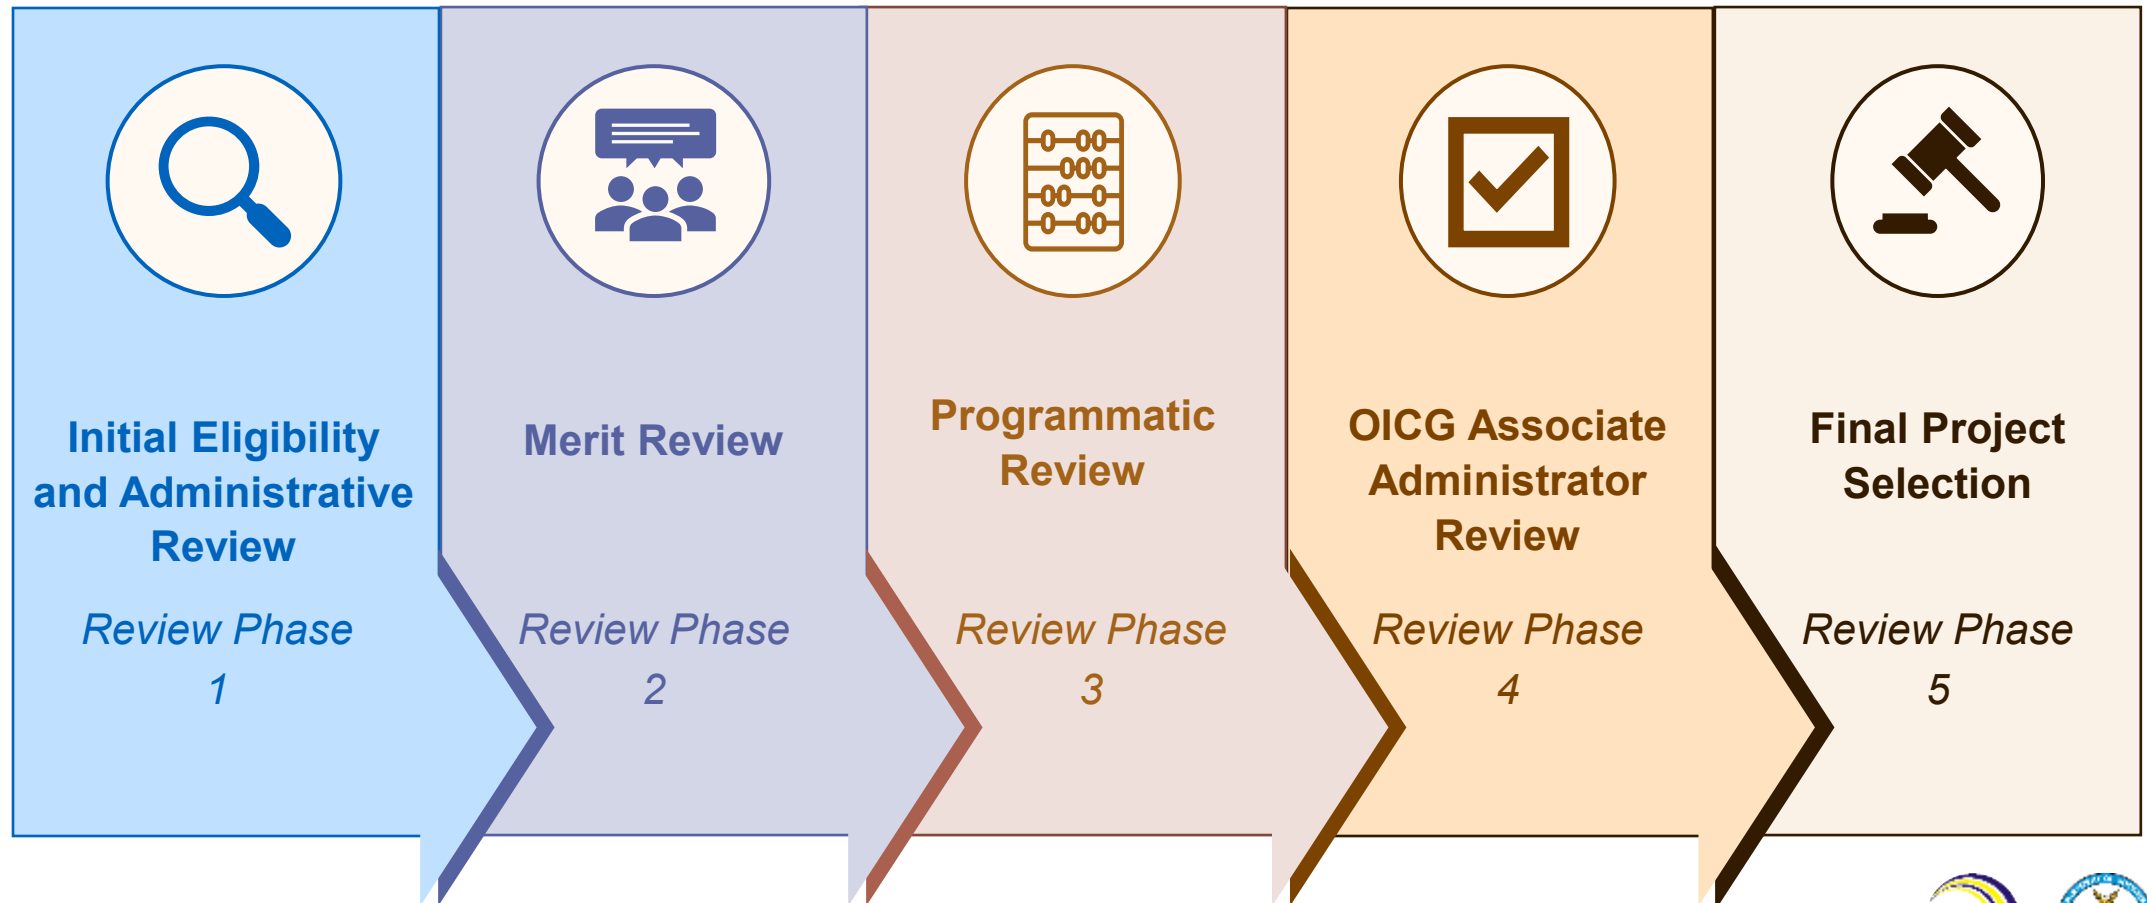 Initial Eligibility
and Administrative
Review
Review Phase
1
Merit Review
Review Phase
2
Programmatic
Review
Review Phase
3
OICG Associate
Administrator
Review
Review Phase
4
Final Project
Selection
Review Phase
5